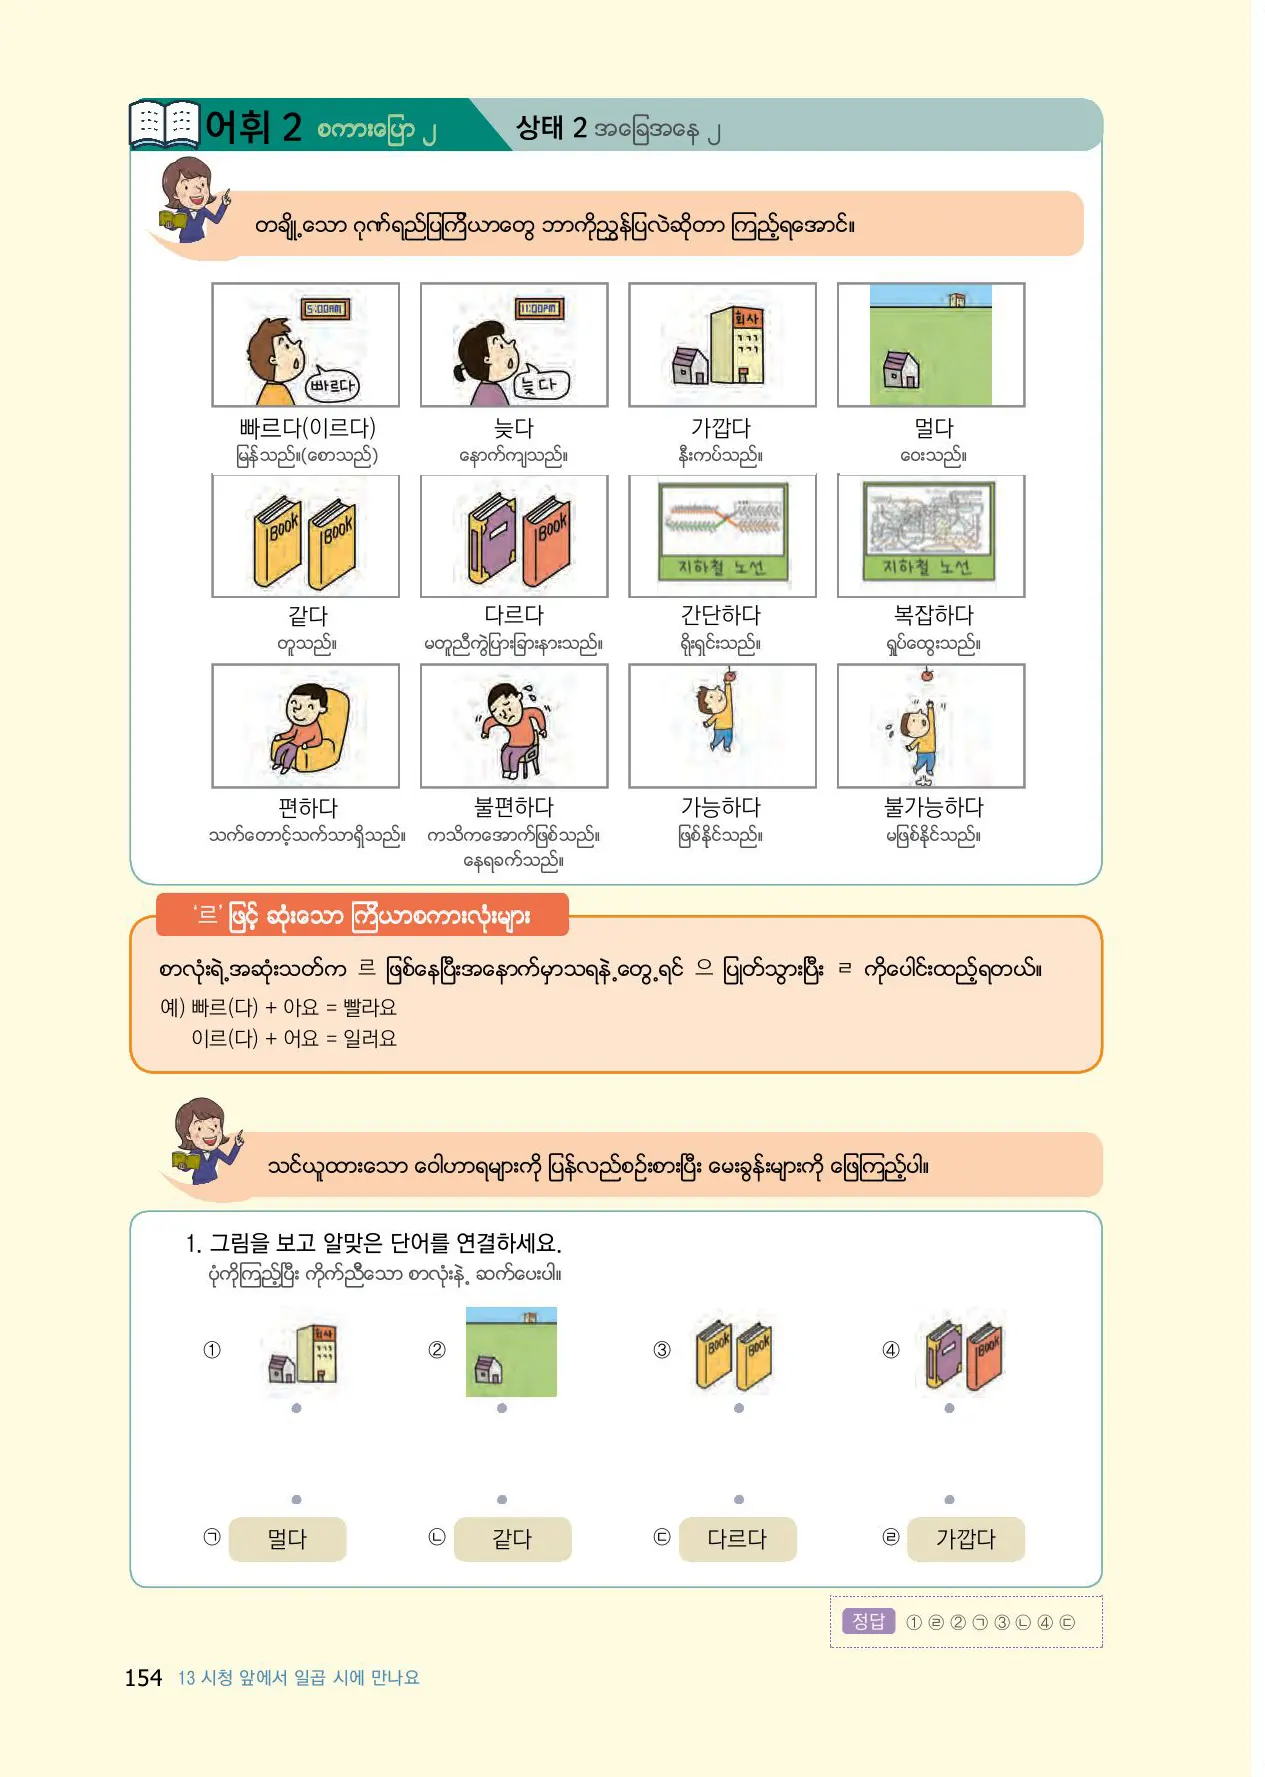 어휘 2 စကားပြော ၂ 상태 2 အခြေအနေ ၂
တချို့သော ဂုဏ်ရည်ပြကြိယာတွေ ဘာကိုညွှန်ပြလဲဆိုတာ ကြည့်ရအောင်။
5:00AM 11:00PM 회사
빠르다 늦다
빠르다(이르다) 늦다 가깝다 멀다
မြန်သည်။(စောသည်) နောက်ကျသည်။ နီးကပ်သည်။ ဝေးသည်။
BOOK BOOK BOOK 지하철 노선 지하철 노선
같다 다르다 간단하다 복잡하다
တူသည်။ မတူညီကွဲပြားခြားနားသည်။ ရိုးရှင်းသည်။ ရှုပ်ထွေးသည်။
편하다 불편하다 가능하다 불가능하다
သက်တောင့်သက်သာရှိသည်။ ကသိကအောက်ဖြစ်သည်။ ဖြစ်နိုင်သည်။ မဖြစ်နိုင်သည်။
နေရခက်သည်။
‘르’ ဖြင့် ဆုံးသော ကြိယာစကားလုံးများ
စာလုံးရဲ့အဆုံးသတ်က 르 ဖြစ်နေပြီးအနောက်မှာသရနဲ့တွေ့ရင် 으 ပြုတ်သွားပြီး ㄹ ကိုပေါင်းထည့်ရတယ်။
예) 빠르(다) + 아요 = 빨라요
이르(다) + 어요 = 일러요
သင်ယူထားသော ဝေါဟာရများကို ပြန်လည်စဉ်းစားပြီး မေးခွန်းများကို ဖြေကြည့်ပါ။
1. 그림을 보고 알맞은 단어를 연결하세요.
ပုံကိုကြည့်ပြီး ကိုက်ညီသော စာလုံးနဲ့ ဆက်ပေးပါ။
① 회사 ② ③ BOOK BOOK ④ BOOK
㉠ 멀다 ㉡ 같다 ㉢ 다르다 ㉣ 가깝다
정답 ① ㉣ ② ㉠ ③ ㉡ ④ ㉢
154 13 시청 앞에서 일곱 시에 만나요